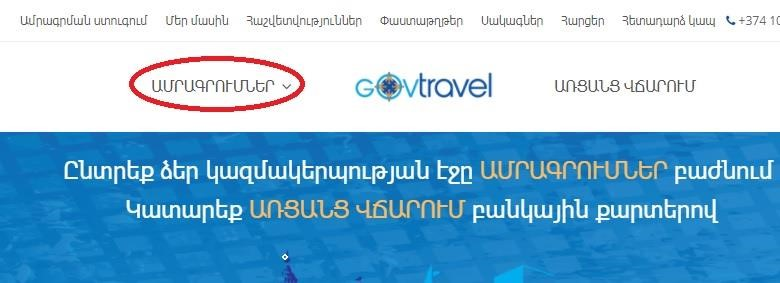 Ամրագրման ստուգում Մեր մասին Հաշվետվություններ Փաստաթղթեր Սակագներ Հարցեր Հետադարձ կապ +374 10
ԱՄՐԱԳՐՈՒՄՆԵՐ GOVtravel ԱՌՑԱՆՑ ՎՃԱՐՈՒՄ
Ընտրեք ձեր կազմակերպության էջը ԱՄՐԱԳՐՈՒՄՆԵՐ բաժնում
Կատարեք ԱՌՑԱՆՑ ՎՃԱՐՈՒՄ բանկային քարտերով